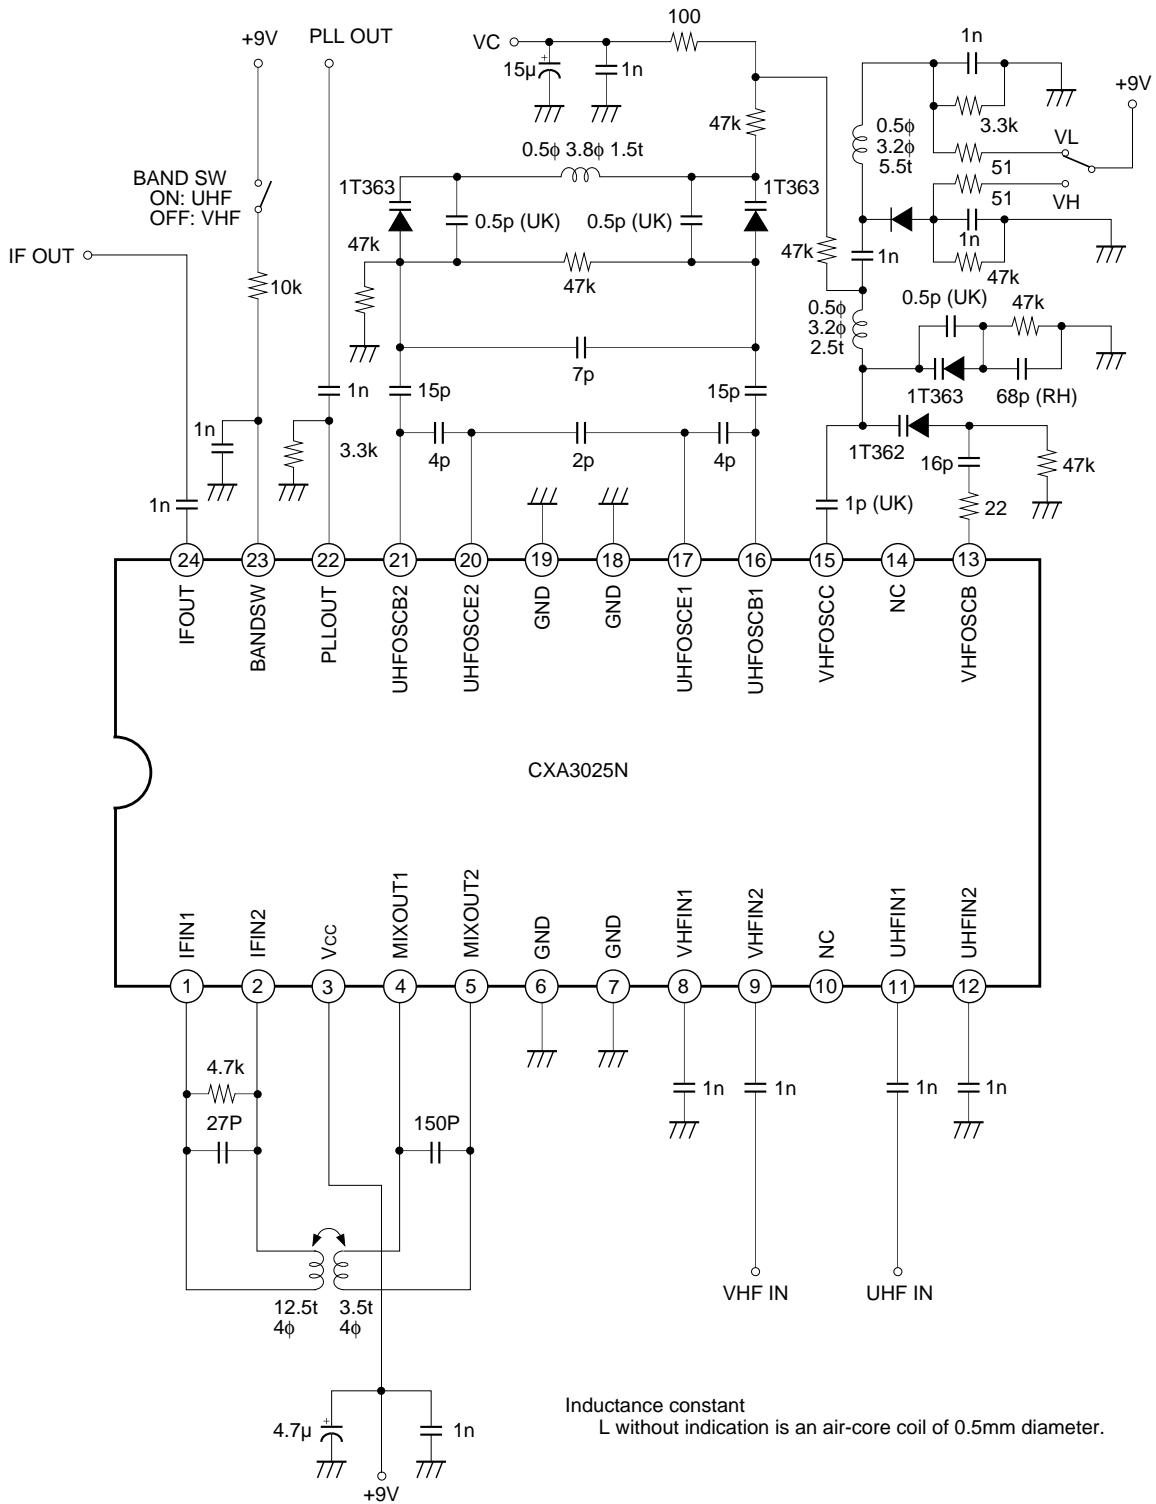 +9V
PLL OUT
VC
100
15µ
+
1n
1n
+9V
47k
3.3k
VL
0.5ϕ
3.2ϕ
5.5t
51
51
VH
0.5ϕ 3.8ϕ 1.5t
BAND SW
ON: UHF
OFF: VHF
1T363
1T363
0.5p (UK)
0.5p (UK)
47k
47k
47k
1n
1n
47k
IF OUT
10k
0.5p (UK)
47k
0.5ϕ
3.2ϕ
2.5t
7p
1n
15p
15p
1T363
68p (RH)
1n
3.3k
4p
2p
4p
1T362
16p
47k
1n
1p (UK)
22
24
23
22
21
20
19
18
17
16
15
14
13
IFOUT
BANDSW
PLLOUT
UHFOSCB2
UHFOSCE2
GND
GND
UHFOSCE1
UHFOSCB1
VHFOSCC
NC
VHFOSCB
CXA3025N
IFIN1
IFIN2
VCC
MIXOUT1
MIXOUT2
GND
GND
VHFIN1
VHFIN2
NC
UHFIN1
UHFIN2
1
2
3
4
5
6
7
8
9
10
11
12
4.7k
27P
150P
1n
1n
1n
1n
12.5t
4ϕ
3.5t
4ϕ
VHF IN
UHF IN
4.7µ
+
1n
+9V
Inductance constant
L without indication is an air-core coil of 0.5mm diameter.